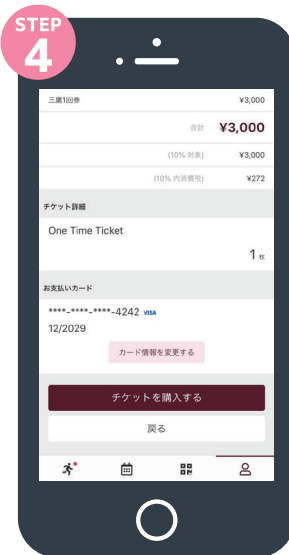 STEP
4
三鷹1回券 ¥3,000
合計 ¥3,000
(10% 対象) ¥3,000
(10% 内消費税) ¥272
チケット詳細
One Time Ticket
1 枚
お支払いカード
****-****-****-4242 VISA
12/2029
カード情報を変更する
チケットを購入する
戻る